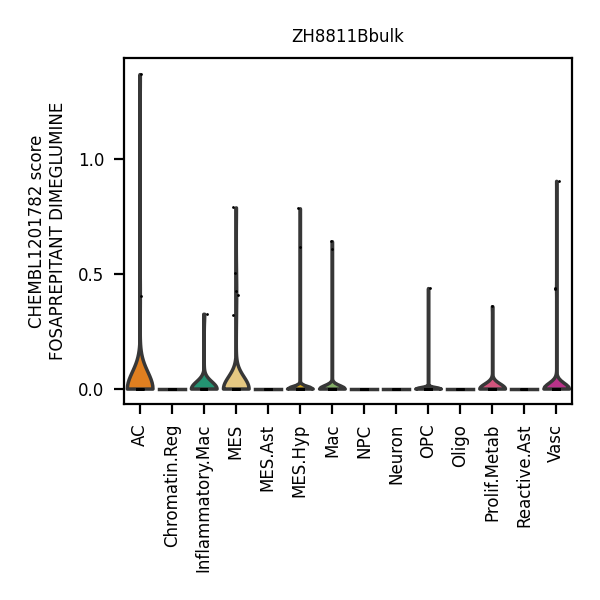 ZH8811Bbulk
CHEMBL1201782 score
FOSAPREPITANT DIMEGLUMINE
1.0
0.5
0.0
AC
Chromatin.Reg
Inflammatory.Mac
MES
MES.Ast
MES.Hyp
Mac
NPC
Neuron
OPC
Oligo
Prolif.Metab
Reactive.Ast
Vasc